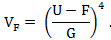 V_F = ((U − F)/G)^4.